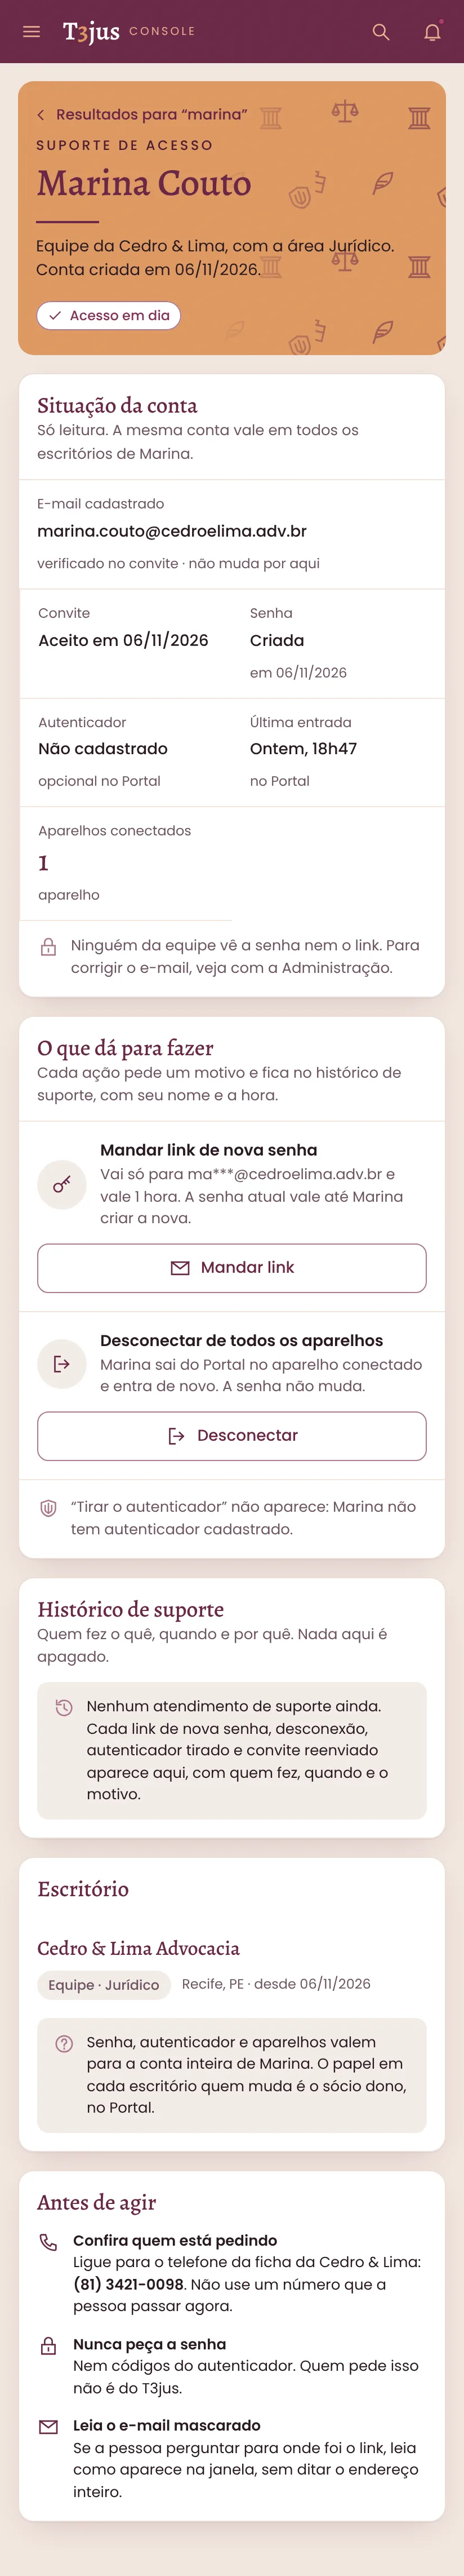 T3jus CONSOLE
Resultados para “marina”
SUPORTE DE ACESSO
Marina Couto
Equipe da Cedro & Lima, com a área Jurídico.
Conta criada em 06/11/2026.
Acesso em dia
Situação da conta
Só leitura. A mesma conta vale em todos os
escritórios de Marina.
E-mail cadastrado
marina.couto@cedroelima.adv.br
verificado no convite · não muda por aqui
Convite
Aceito em 06/11/2026
Senha
Criada
em 06/11/2026
Autenticador
Não cadastrado
opcional no Portal
Última entrada
Ontem, 18h47
no Portal
Aparelhos conectados
1
aparelho
Ninguém da equipe vê a senha nem o link. Para
corrigir o e-mail, veja com a Administração.
O que dá para fazer
Cada ação pede um motivo e fica no histórico de
suporte, com seu nome e a hora.
Mandar link de nova senha
Vai só para ma***@cedroelima.adv.br e
vale 1 hora. A senha atual vale até Marina
criar a nova.
Mandar link
Desconectar de todos os aparelhos
Marina sai do Portal no aparelho conectado
e entra de novo. A senha não muda.
Desconectar
“Tirar o autenticador” não aparece: Marina não
tem autenticador cadastrado.
Histórico de suporte
Quem fez o quê, quando e por quê. Nada aqui é
apagado.
Nenhum atendimento de suporte ainda.
Cada link de nova senha, desconexão,
autenticador tirado e convite reenviado
aparece aqui, com quem fez, quando e o
motivo.
Escritório
Cedro & Lima Advocacia
Equipe · Jurídico
Recife, PE · desde 06/11/2026
Senha, autenticador e aparelhos valem
para a conta inteira de Marina. O papel em
cada escritório quem muda é o sócio dono,
no Portal.
Antes de agir
Confira quem está pedindo
Ligue para o telefone da ficha da Cedro & Lima:
(81) 3421-0098. Não use um número que a
pessoa passar agora.
Nunca peça a senha
Nem códigos do autenticador. Quem pede isso
não é do T3jus.
Leia o e-mail mascarado
Se a pessoa perguntar para onde foi o link, leia
como aparece na janela, sem ditar o endereço
inteiro.